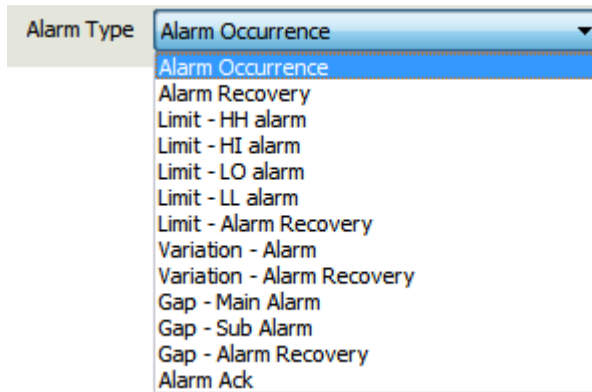 Alarm Type Alarm Occurrence
Alarm Occurrence
Alarm Recovery
Limit - HH alarm
Limit - HI alarm
Limit - LO alarm
Limit - LL alarm
Limit - Alarm Recovery
Variation - Alarm
Variation - Alarm Recovery
Gap - Main Alarm
Gap - Sub Alarm
Gap - Alarm Recovery
Alarm Ack